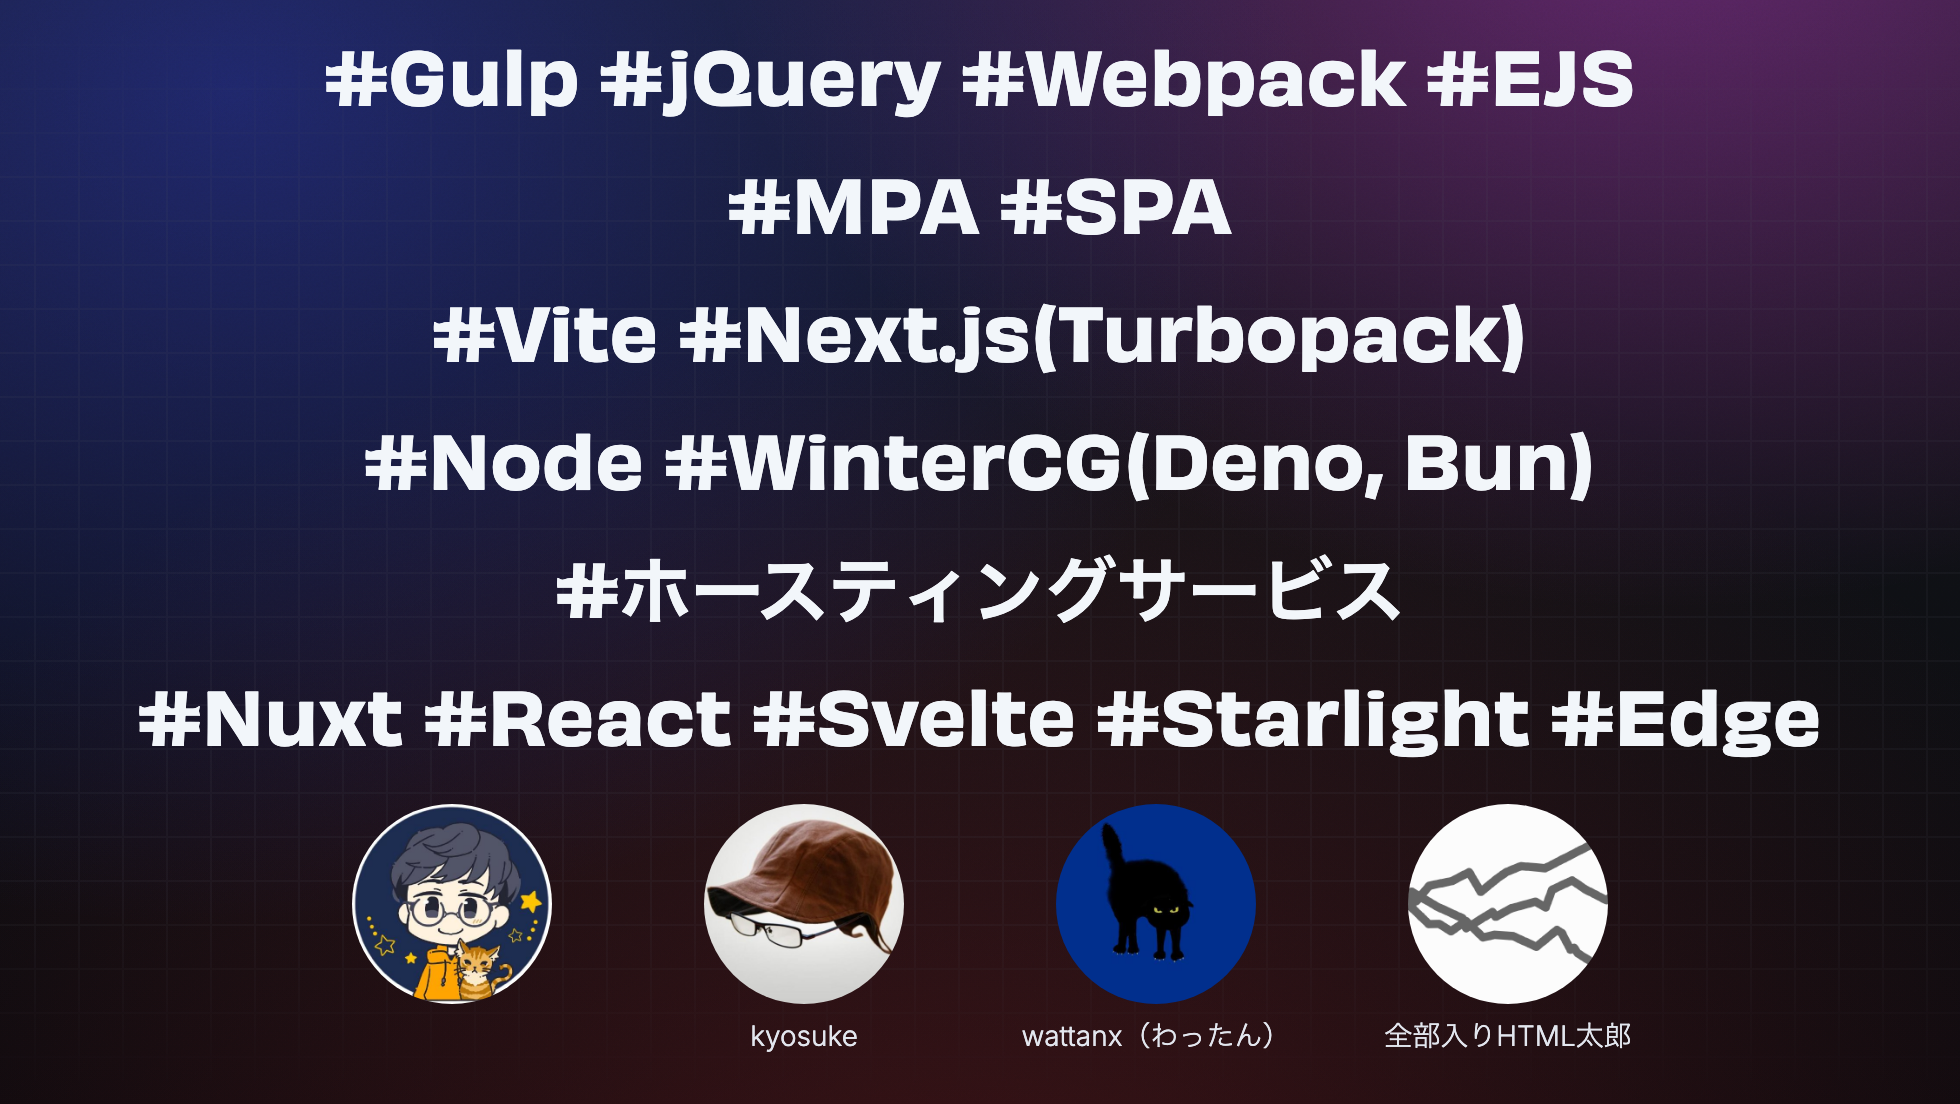 #Gulp #jQuery #Webpack #EJS
#MPA #SPA
#Vite #Next.js(Turbopack)
#Node #WinterCG(Deno, Bun)
#ホースティングサービス
#Nuxt #React #Svelte #Starlight #Edge
kyosuke
wattanx（わったん）
全部入りHTML太郎